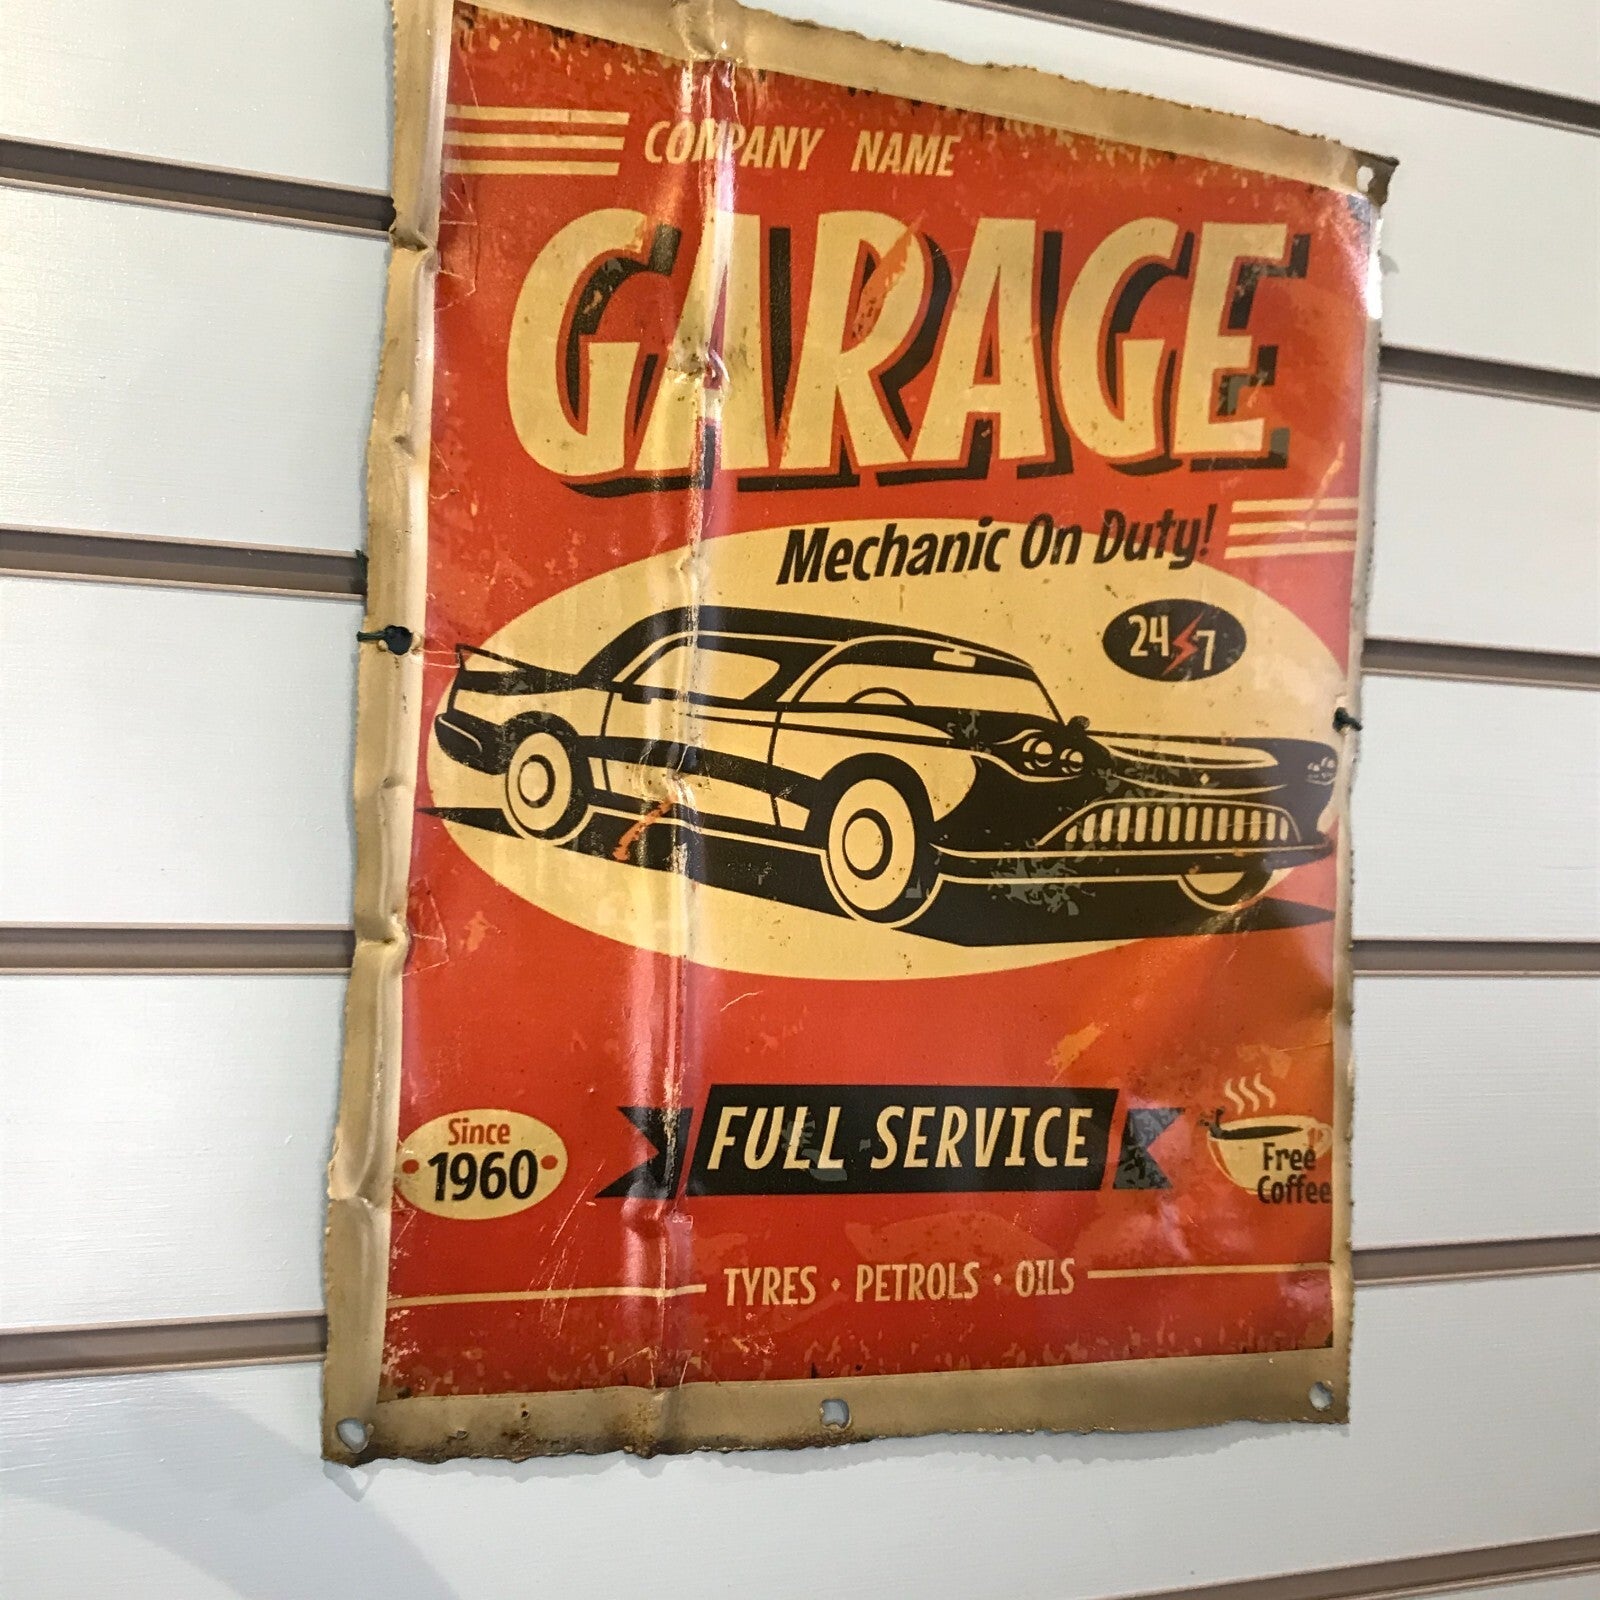 COMPANY NAME
GARAGE
Mechanic On Duty!
24 7
Since
1960
FULL SERVICE
Free
Coffee
TYRES • PETROLS • OILS